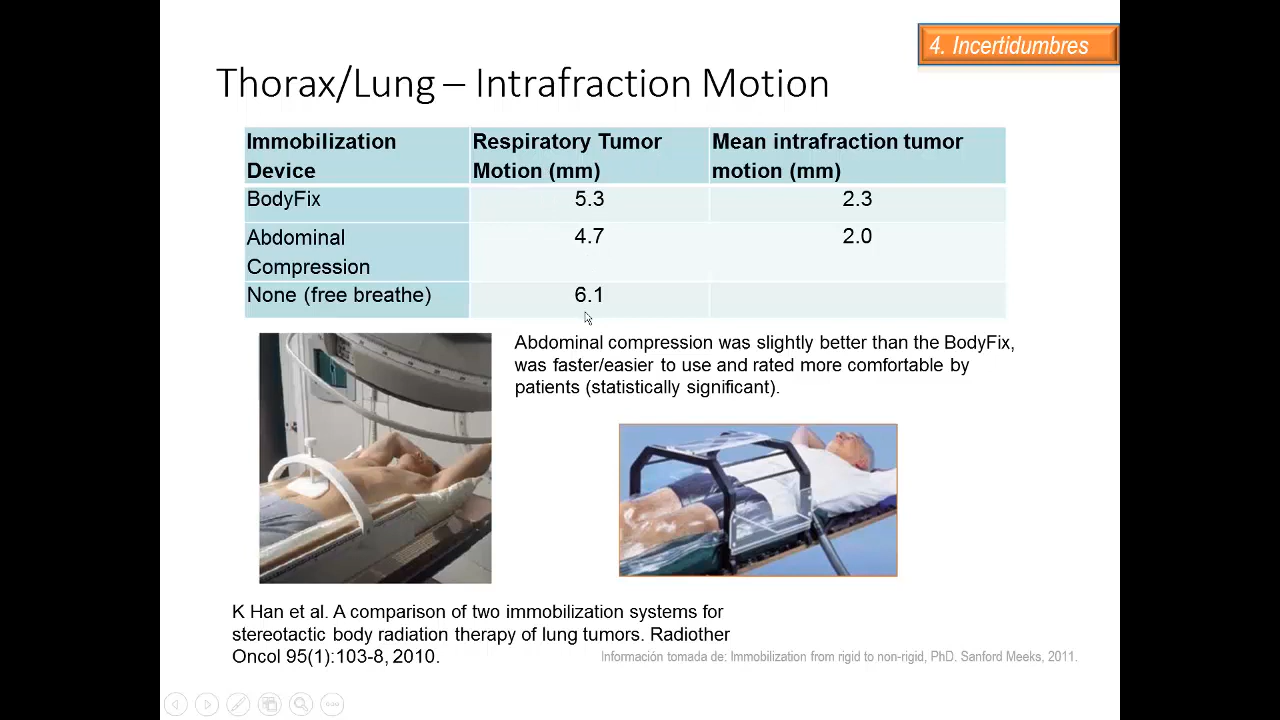 4. Incertidumbres
Thorax/Lung – Intrafraction Motion
Immobilization Device
Respiratory Tumor Motion (mm)
Mean intrafraction tumor motion (mm)
BodyFix 5.3 2.3
Abdominal Compression 4.7 2.0
None (free breathe) 6.1
Abdominal compression was slightly better than the BodyFix,
was faster/easier to use and rated more comfortable by
patients (statistically significant).
K Han et al. A comparison of two immobilization systems for
stereotactic body radiation therapy of lung tumors. Radiother
Oncol 95(1):103-8, 2010.
Información tomada de: Immobilization from rigid to non-rigid, PhD. Sanford Meeks, 2011.